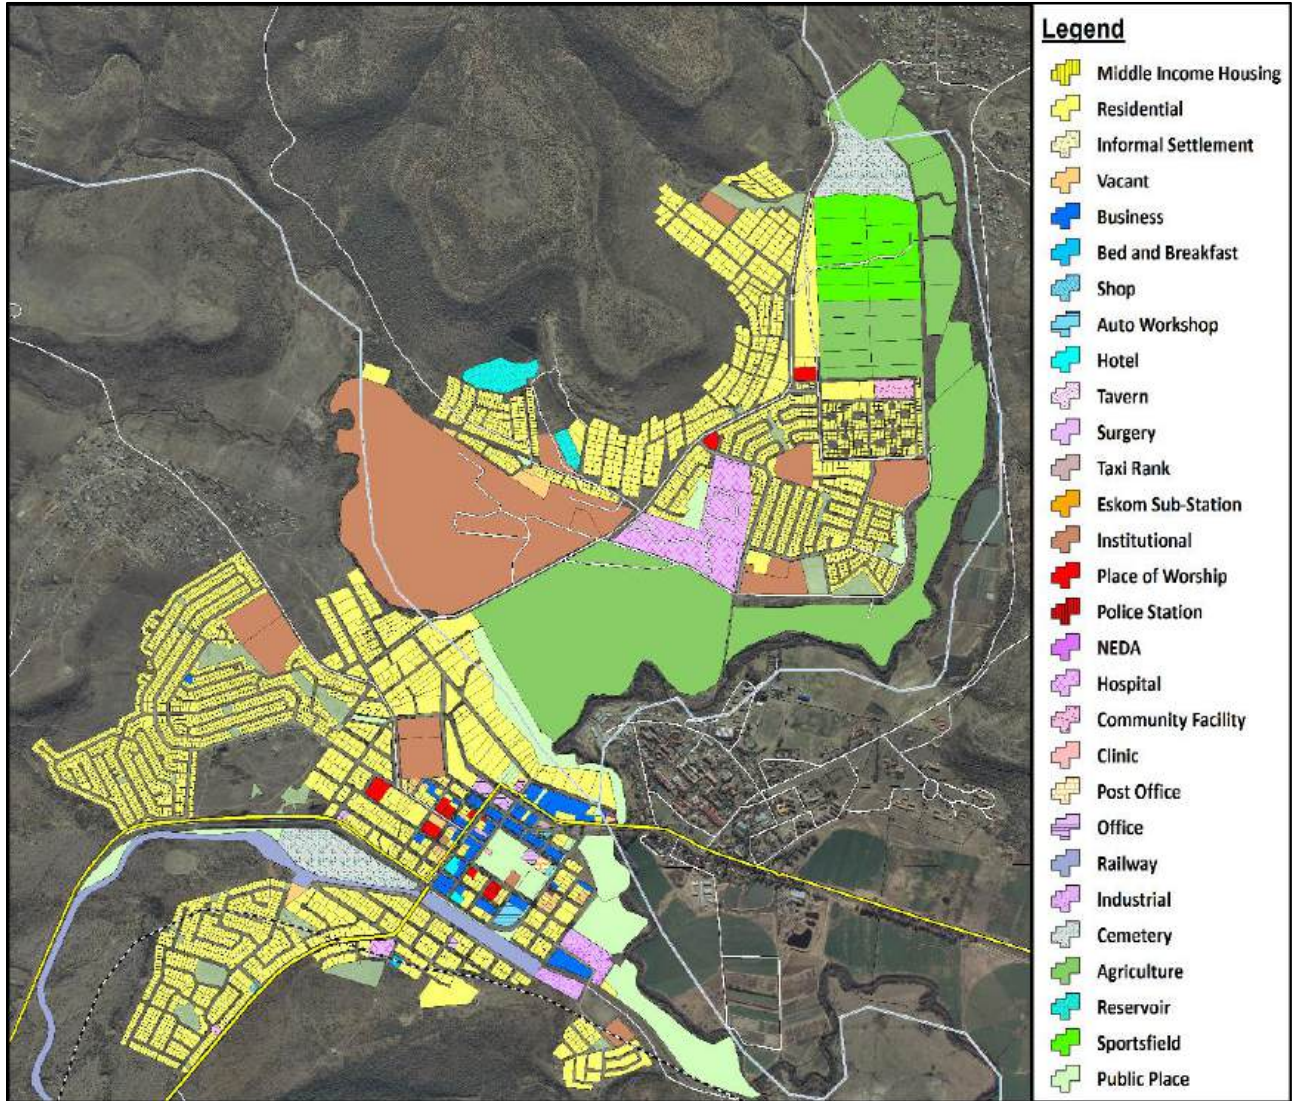 Legend
Middle Income Housing
Residential
Informal Settlement
Vacant
Business
Bed and Breakfast
Shop
Auto Workshop
Hotel
Tavern
Surgery
Taxi Rank
Eskom Sub-Station
Institutional
Place of Worship
Police Station
NEDA
Hospital
Community Facility
Clinic
Post Office
Office
Railway
Industrial
Cemetery
Agriculture
Reservoir
Sportsfield
Public Place